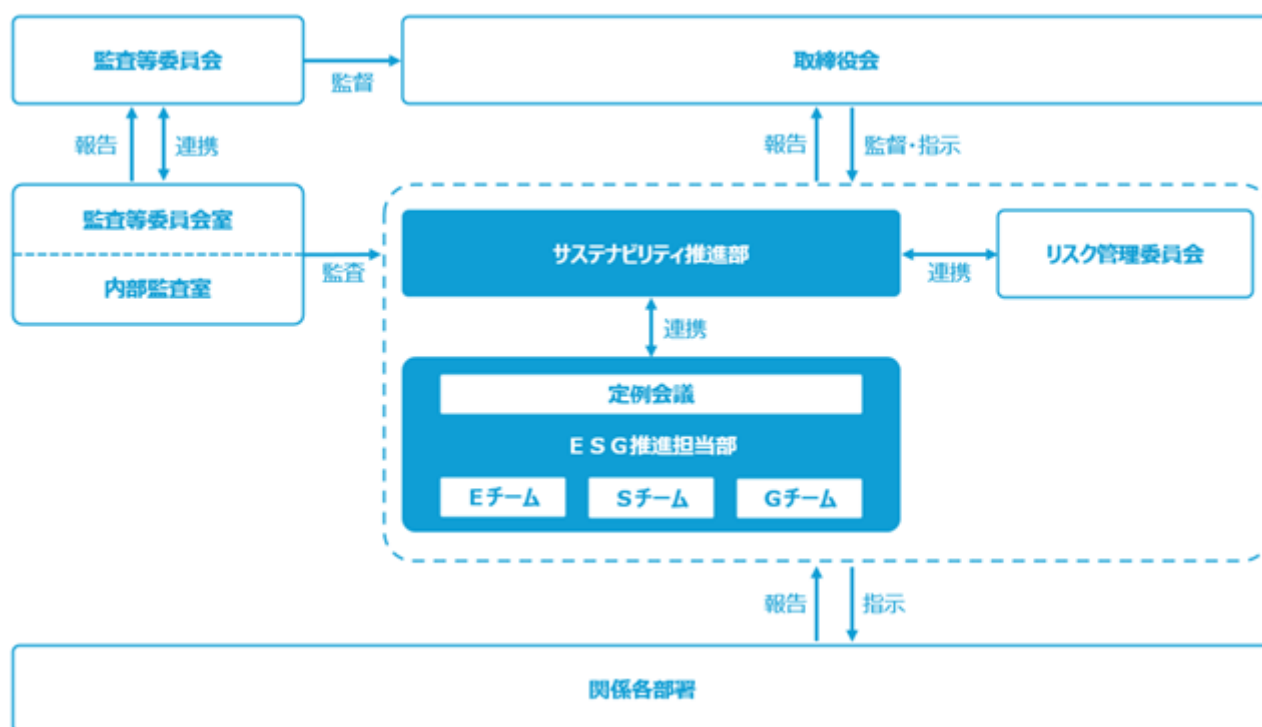 監査等委員会
監督
取締役会
報告
連携
報告
監督・指示
監査等委員会室
内部監査室
監査
サステナビリティ推進部
連携
リスク管理委員会
連携
定例会議
ESG推進担当部
Eチーム
Sチーム
Gチーム
報告
指示
関係各部署